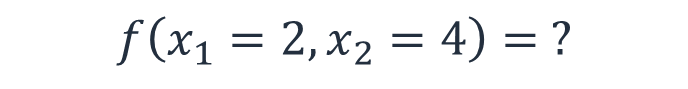 f(x₁ = 2, x₂ = 4) = ?